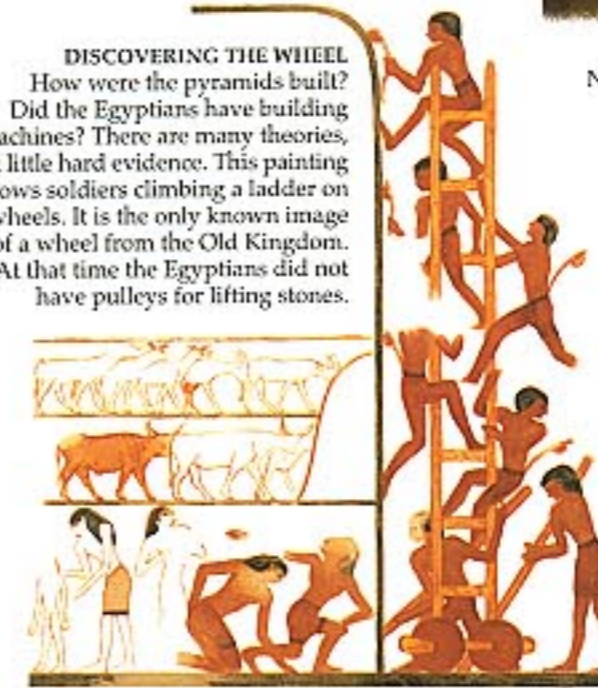 DISCOVERING THE WHEEL
How were the pyramids built?
Did the Egyptians have building
achines? There are many theories,
little hard evidence. This painting
ows soldiers climbing a ladder on
wheels. It is the only known image
of a wheel from the Old Kingdom.
At that time the Egyptians did not
have pulleys for lifting stones.
N